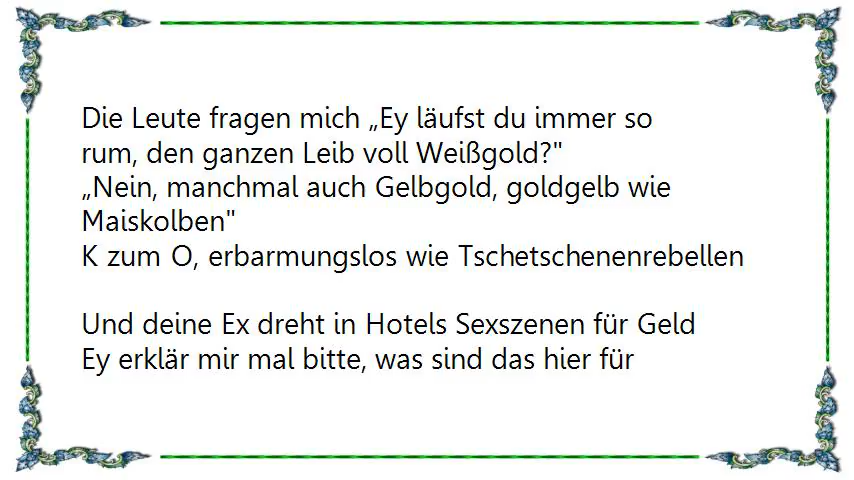 Die Leute fragen mich „Ey läufst du immer so
rum, den ganzen Leib voll Weißgold?"
„Nein, manchmal auch Gelbgold, goldgelb wie
Maiskolben"
K zum O, erbarmungslos wie Tschetschenenrebellen
Und deine Ex dreht in Hotels Sexszenen für Geld
Ey erklär mir mal bitte, was sind das hier für